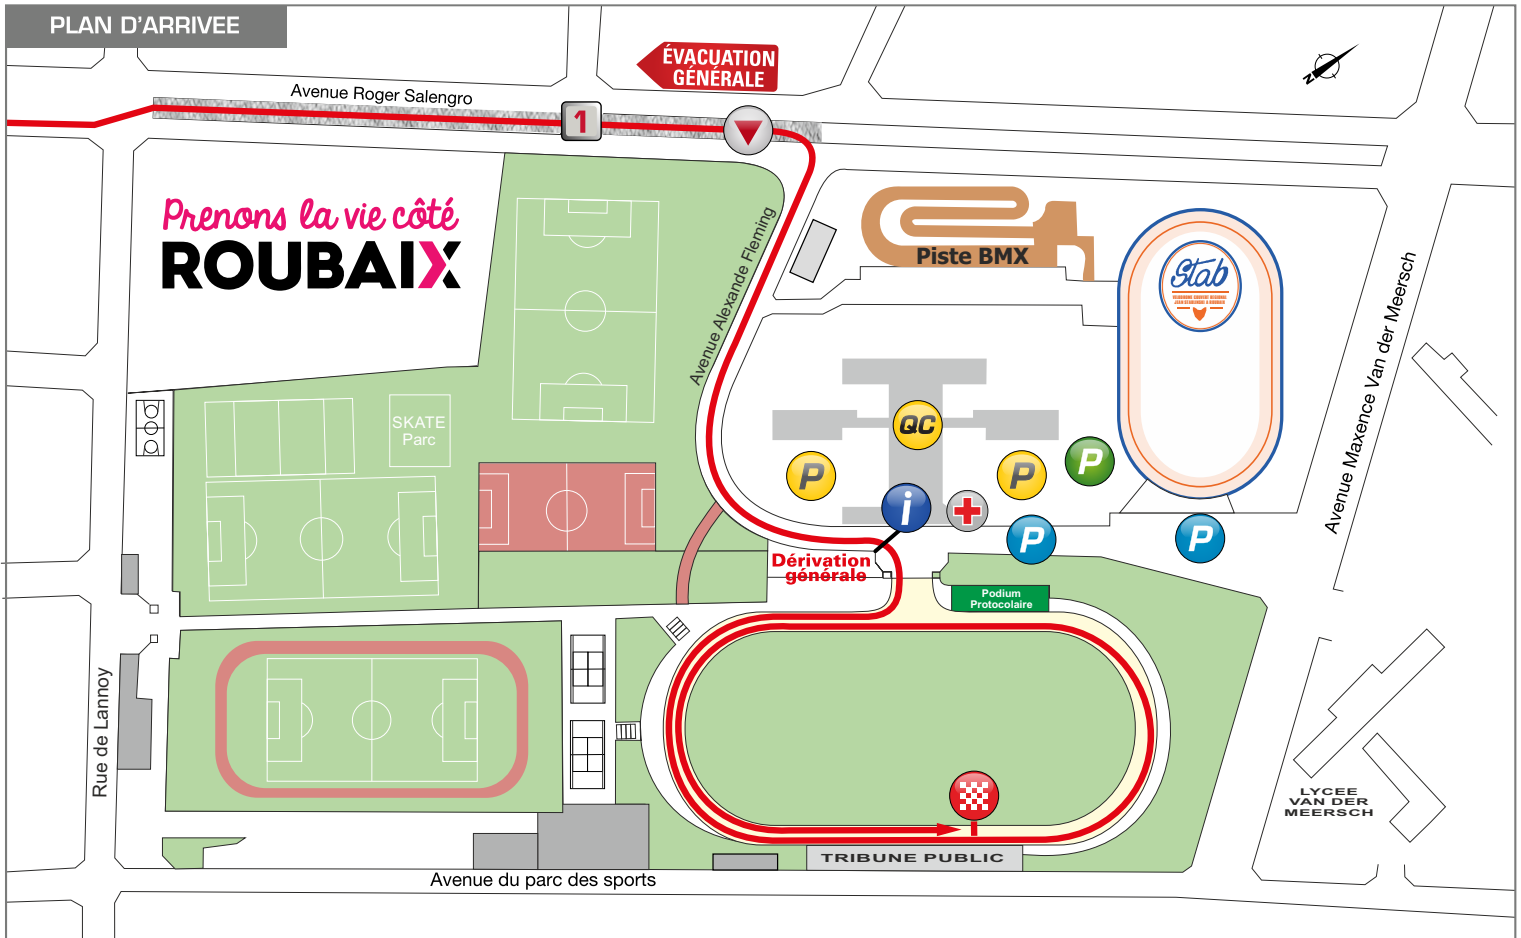 PLAN D'ARRIVEE
ÉVACUATION
GÉNÉRALE
N
Avenue Roger Salengro
1
Prenons la vie côté
ROUBAIX
Avenue Alexande Fleming
Piste BMX
Stab
Avenue Maxence Van der Meersch
SKATE
Parc
QC
P
P
P
i
P
P
Dérivation
générale
Podium
Protocolaire
Rue de Lannoy
LYCEE
VAN DER
MEERSCH
TRIBUNE PUBLIC
Avenue du parc des sports